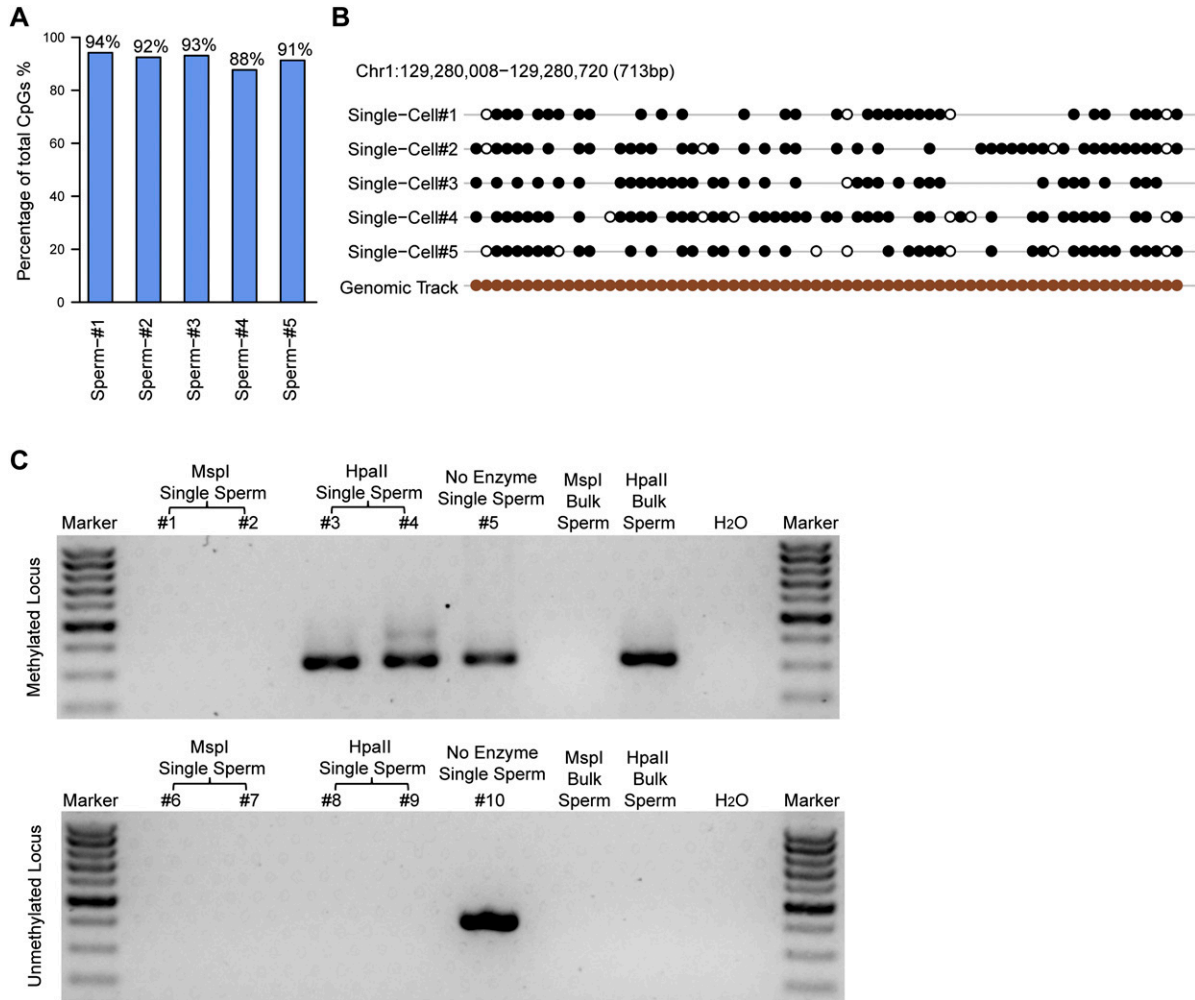 A
Percentage of total CpGs %
100
80
60
40
20
0
94%
92%
93%
88%
91%
Sperm-#1
Sperm-#2
Sperm-#3
Sperm-#4
Sperm-#5
B
Chr1:129,280,008−129,280,720 (713bp)
Single−Cell#1
Single−Cell#2
Single−Cell#3
Single−Cell#4
Single−Cell#5
Genomic Track
C
Methylated Locus
MspI
Single Sperm
HpaII
Single Sperm
No Enzyme
Single Sperm
MspI
Bulk
Sperm
HpaII
Bulk
Sperm
Marker
#1
#2
#3
#4
#5
H2O
Marker
Unmethylated Locus
MspI
Single Sperm
HpaII
Single Sperm
No Enzyme
Single Sperm
MspI
Bulk
Sperm
HpaII
Bulk
Sperm
Marker
#6
#7
#8
#9
#10
H2O
Marker